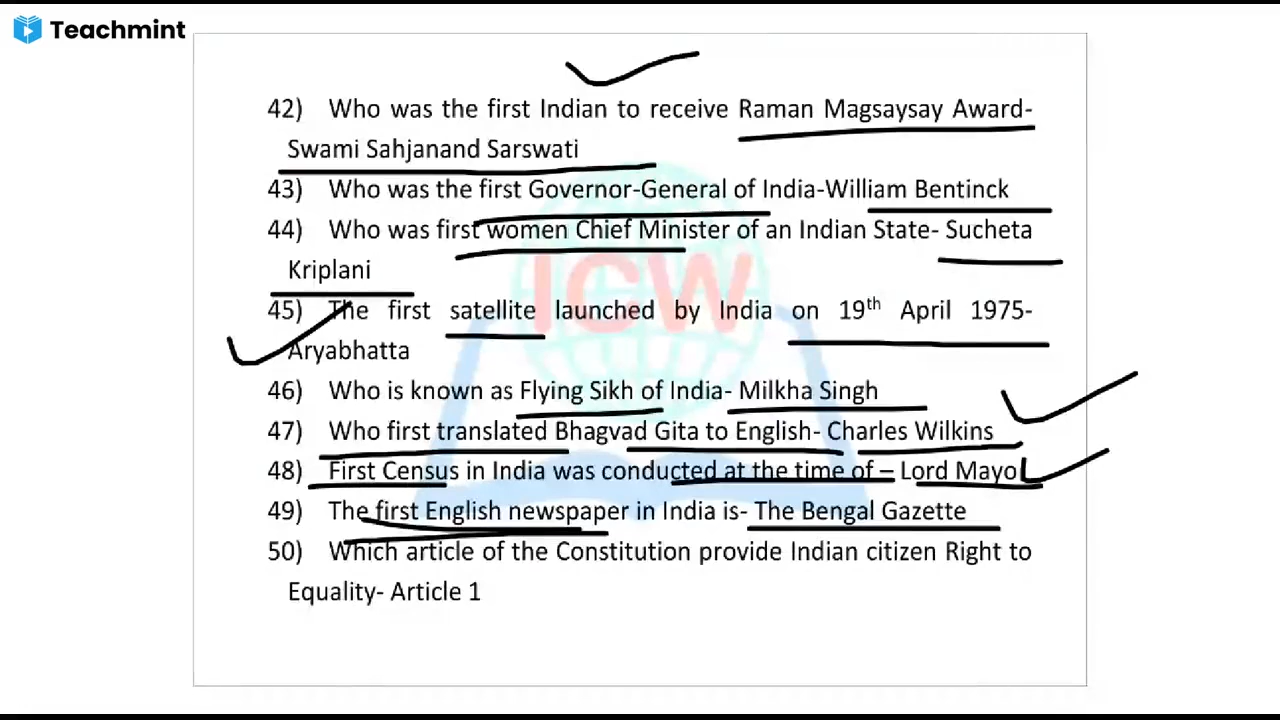 Teachmint
42) Who was the first Indian to receive Raman Magsaysay Award-
Swami Sahjanand Sarswati
43) Who was the first Governor-General of India-William Bentinck
44) Who was first women Chief Minister of an Indian State- Sucheta
Kriplani
45) The first satellite launched by India on 19th April 1975-
Aryabhatta
46) Who is known as Flying Sikh of India- Milkha Singh
47) Who first translated Bhagvad Gita to English- Charles Wilkins
48) First Census in India was conducted at the time of – Lord Mayo
49) The first English newspaper in India is- The Bengal Gazette
50) Which article of the Constitution provide Indian citizen Right to
Equality- Article 1
ICW